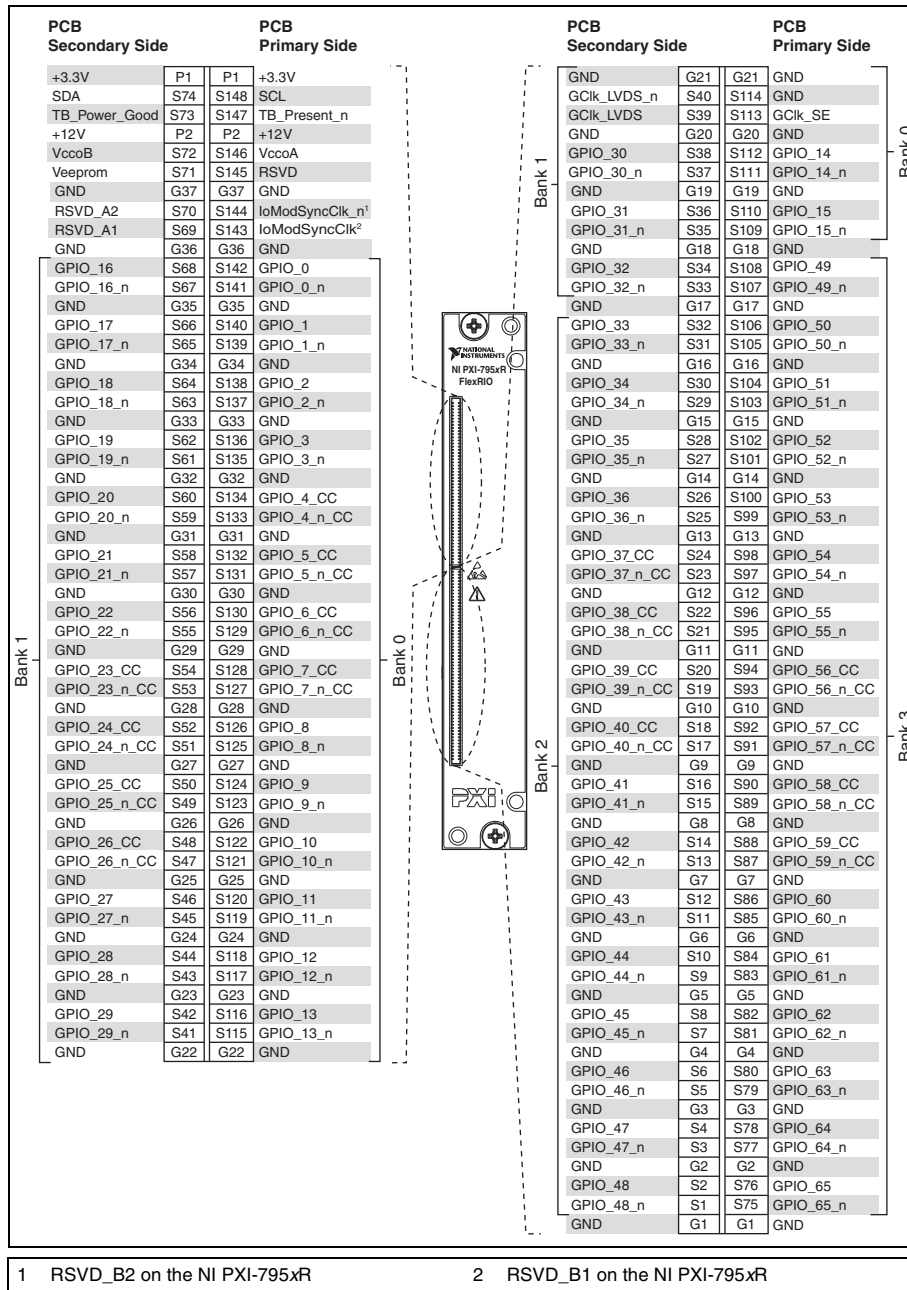 PCB Secondary Side PCB Primary Side
+3.3V P1 P1 +3.3V
SDA S74 S148 SCL
TB_Power_Good S73 S147 TB_Present_n
+12V P2 P2 +12V
VccoB S72 S146 VccoA
Veeprom S71 S145 RSVD
GND G37 G37 GND
RSVD_A2 S70 S144 IoModSyncClk_n¹
RSVD_A1 S69 S143 IoModSyncClk²
GND G36 G36 GND
GPIO_16 S68 S142 GPIO_0
GPIO_16_n S67 S141 GPIO_0_n
GND G35 G35 GND
GPIO_17 S66 S140 GPIO_1
GPIO_17_n S65 S139 GPIO_1_n
GND G34 G34 GND
GPIO_18 S64 S138 GPIO_2
GPIO_18_n S63 S137 GPIO_2_n
GND G33 G33 GND
GPIO_19 S62 S136 GPIO_3
GPIO_19_n S61 S135 GPIO_3_n
GND G32 G32 GND
GPIO_20 S60 S134 GPIO_4_CC
GPIO_20_n S59 S133 GPIO_4_n_CC
GND G31 G31 GND
GPIO_21 S58 S132 GPIO_5_CC
GPIO_21_n S57 S131 GPIO_5_n_CC
GND G30 G30 GND
GPIO_22 S56 S130 GPIO_6_CC
GPIO_22_n S55 S129 GPIO_6_n_CC
GND G29 G29 GND
GPIO_23_CC S54 S128 GPIO_7_CC
GPIO_23_n_CC S53 S127 GPIO_7_n_CC
GND G28 G28 GND
GPIO_24_CC S52 S126 GPIO_8
GPIO_24_n_CC S51 S125 GPIO_8_n
GND G27 G27 GND
GPIO_25_CC S50 S124 GPIO_9
GPIO_25_n_CC S49 S123 GPIO_9_n
GND G26 G26 GND
GPIO_26_CC S48 S122 GPIO_10
GPIO_26_n_CC S47 S121 GPIO_10_n
GND G25 G25 GND
GPIO_27 S46 S120 GPIO_11
GPIO_27_n S45 S119 GPIO_11_n
GND G24 G24 GND
GPIO_28 S44 S118 GPIO_12
GPIO_28_n S43 S117 GPIO_12_n
GND G23 G23 GND
GPIO_29 S42 S116 GPIO_13
GPIO_29_n S41 S115 GPIO_13_n
GND G22 G22 GND
Bank 1
Bank 0
NATIONAL INSTRUMENTS
NI PXI-795xR
FlexRIO
PXI
PCB Secondary Side PCB Primary Side
GND G21 G21 GND
GClk_LVDS_n S40 S114 GND
GClk_LVDS S39 S113 GClk_SE
GND G20 G20 GND
GPIO_30 S38 S112 GPIO_14
GPIO_30_n S37 S111 GPIO_14_n
GND G19 G19 GND
GPIO_31 S36 S110 GPIO_15
GPIO_31_n S35 S109 GPIO_15_n
GND G18 G18 GND
GPIO_32 S34 S108 GPIO_49
GPIO_32_n S33 S107 GPIO_49_n
GND G17 G17 GND
GPIO_33 S32 S106 GPIO_50
GPIO_33_n S31 S105 GPIO_50_n
GND G16 G16 GND
GPIO_34 S30 S104 GPIO_51
GPIO_34_n S29 S103 GPIO_51_n
GND G15 G15 GND
GPIO_35 S28 S102 GPIO_52
GPIO_35_n S27 S101 GPIO_52_n
GND G14 G14 GND
GPIO_36 S26 S100 GPIO_53
GPIO_36_n S25 S99 GPIO_53_n
GND G13 G13 GND
GPIO_37_CC S24 S98 GPIO_54
GPIO_37_n_CC S23 S97 GPIO_54_n
GND G12 G12 GND
GPIO_38_CC S22 S96 GPIO_55
GPIO_38_n_CC S21 S95 GPIO_55_n
GND G11 G11 GND
GPIO_39_CC S20 S94 GPIO_56_CC
GPIO_39_n_CC S19 S93 GPIO_56_n_CC
GND G10 G10 GND
GPIO_40_CC S18 S92 GPIO_57_CC
GPIO_40_n_CC S17 S91 GPIO_57_n_CC
GND G9 G9 GND
GPIO_41 S16 S90 GPIO_58_CC
GPIO_41_n S15 S89 GPIO_58_n_CC
GND G8 G8 GND
GPIO_42 S14 S88 GPIO_59_CC
GPIO_42_n S13 S87 GPIO_59_n_CC
GND G7 G7 GND
GPIO_43 S12 S86 GPIO_60
GPIO_43_n S11 S85 GPIO_60_n
GND G6 G6 GND
GPIO_44 S10 S84 GPIO_61
GPIO_44_n S9 S83 GPIO_61_n
GND G5 G5 GND
GPIO_45 S8 S82 GPIO_62
GPIO_45_n S7 S81 GPIO_62_n
GND G4 G4 GND
GPIO_46 S6 S80 GPIO_63
GPIO_46_n S5 S79 GPIO_63_n
GND G3 G3 GND
GPIO_47 S4 S78 GPIO_64
GPIO_47_n S3 S77 GPIO_64_n
GND G2 G2 GND
GPIO_48 S2 S76 GPIO_65
GPIO_48_n S1 S75 GPIO_65_n
GND G1 G1 GND
Bank 1
Bank 2
Bank 0
Bank 3
1 RSVD_B2 on the NI PXI-795xR 2 RSVD_B1 on the NI PXI-795xR